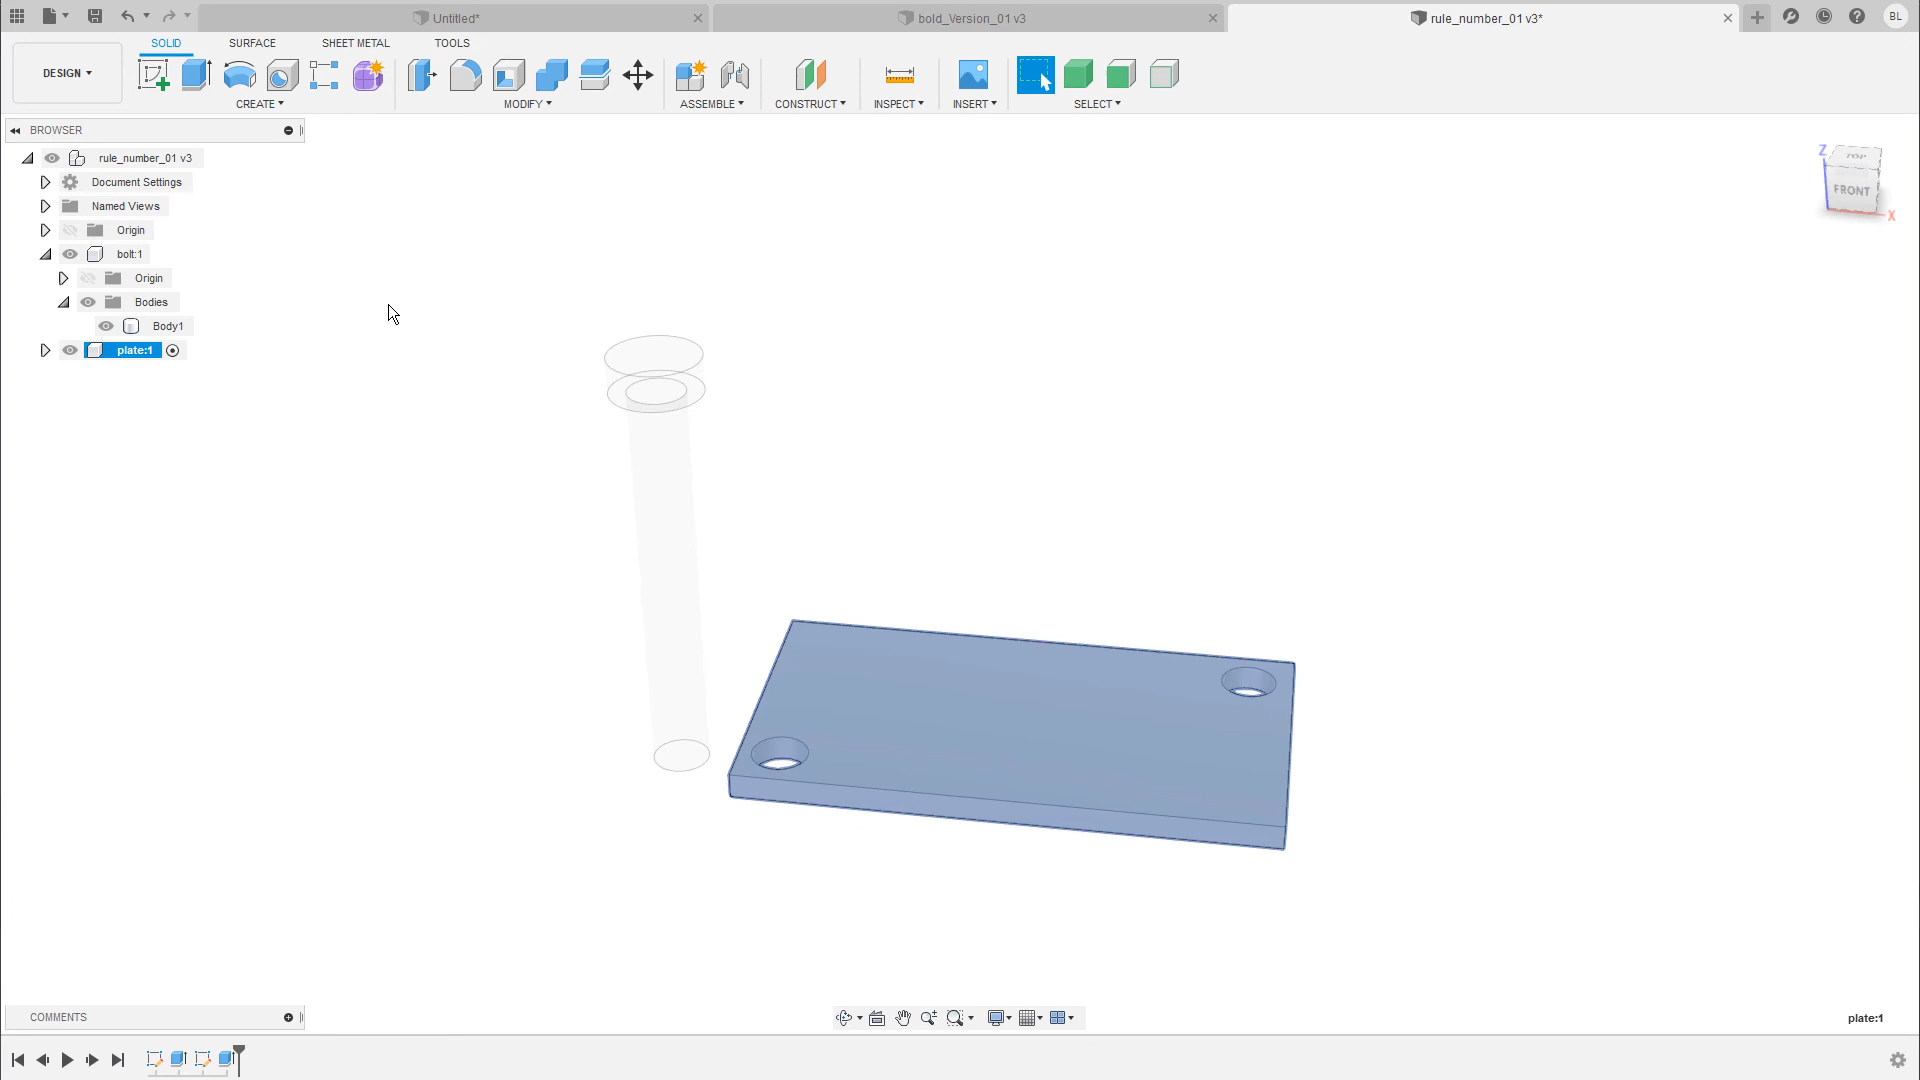 Untitled*
bold_Version_01 v3
rule_number_01 v3*
BL
DESIGN
SOLID
SURFACE
SHEET METAL
TOOLS
CREATE
MODIFY
ASSEMBLE
CONSTRUCT
INSPECT
INSERT
SELECT
BROWSER
rule_number_01 v3
Document Settings
Named Views
Origin
bolt:1
Origin
Bodies
Body1
plate:1
Z
TOP
FRONT
X
COMMENTS
plate:1